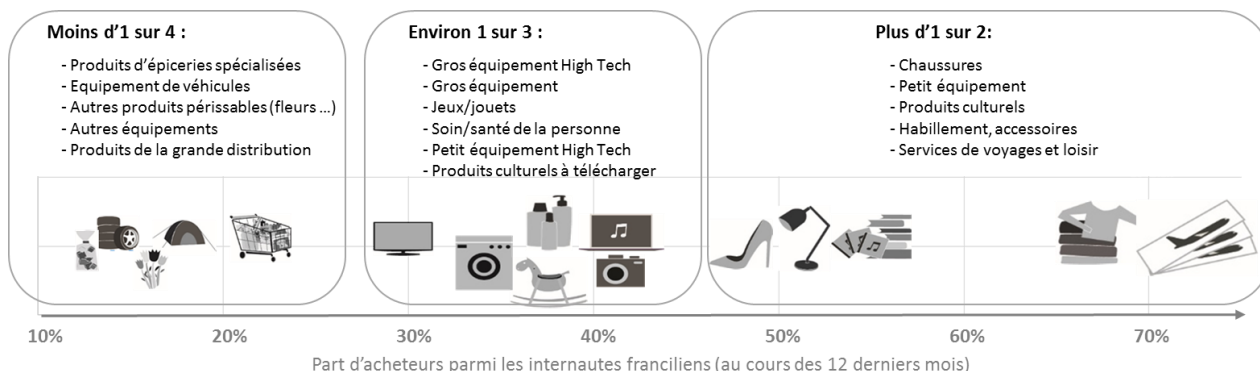 Moins d'1 sur 4 :
- Produits d'épiceries spécialisées
- Equipement de véhicules
- Autres produits périssables (fleurs ...)
- Autres équipements
- Produits de la grande distribution
Environ 1 sur 3 :
- Gros équipement High Tech
- Gros équipement
- Jeux/jouets
- Soin/santé de la personne
- Petit équipement High Tech
- Produits culturels à télécharger
Plus d'1 sur 2:
- Chaussures
- Petit équipement
- Produits culturels
- Habillement, accessoires
- Services de voyages et loisir
10% 20% 30% 40% 50% 60% 70%
Part d'acheteurs parmi les internautes franciliens (au cours des 12 derniers mois)